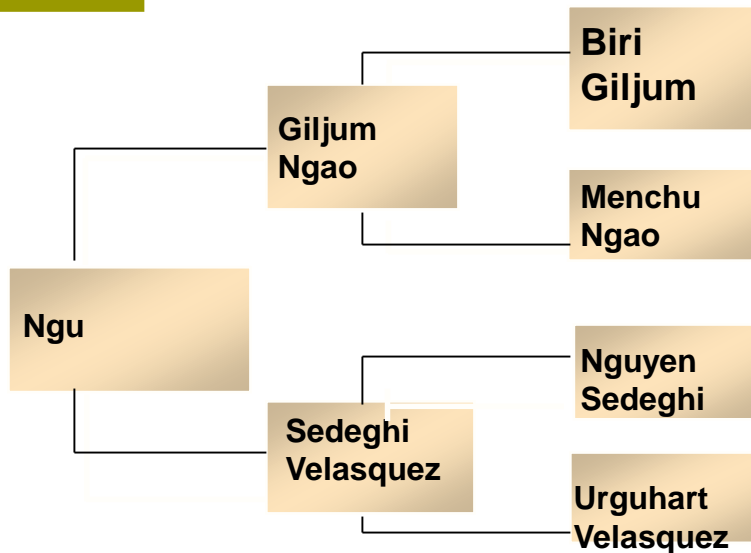 Ngu
Giljum
Ngao
Sedeghi
Velasquez
Biri
Giljum
Menchu
Ngao
Nguyen
Sedeghi
Urguhart
Velasquez